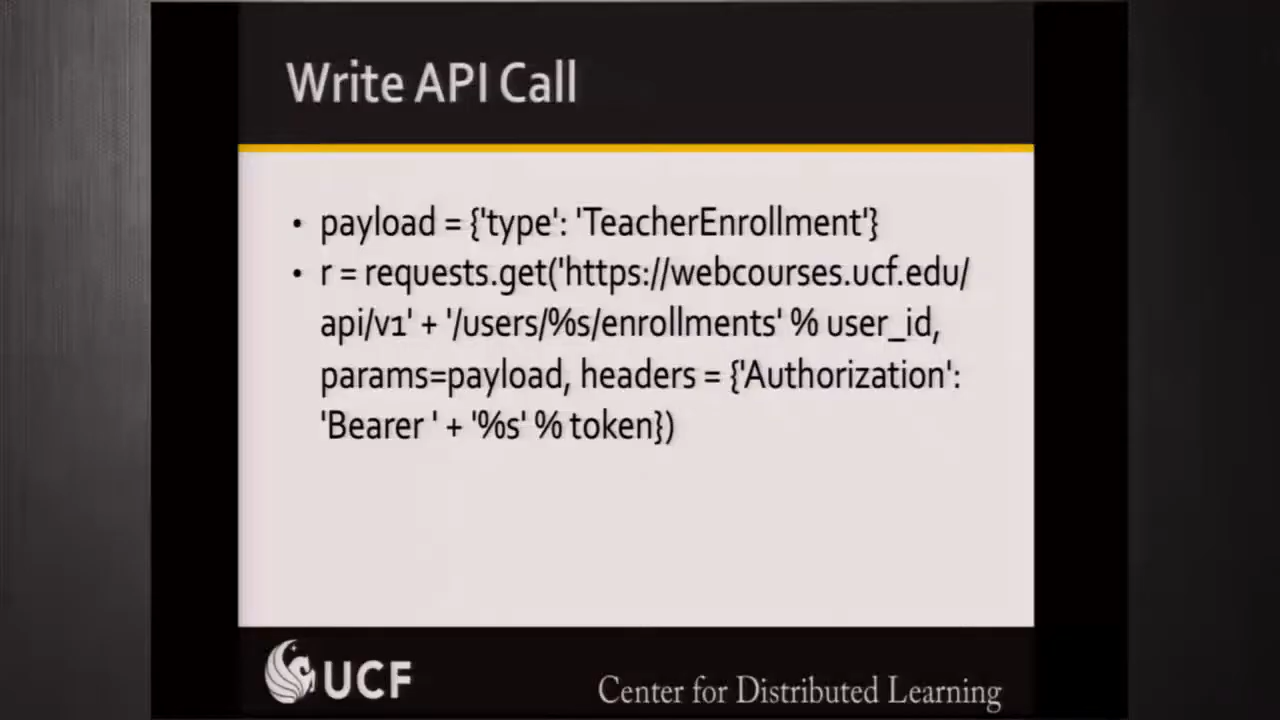 Write API Call
• payload = {'type': 'TeacherEnrollment'}
• r = requests.get('https://webcourses.ucf.edu/
api/v1' + '/users/%s/enrollments' % user_id,
params=payload, headers = {'Authorization':
'Bearer ' + '%s' % token})
UCF
Center for Distributed Learning